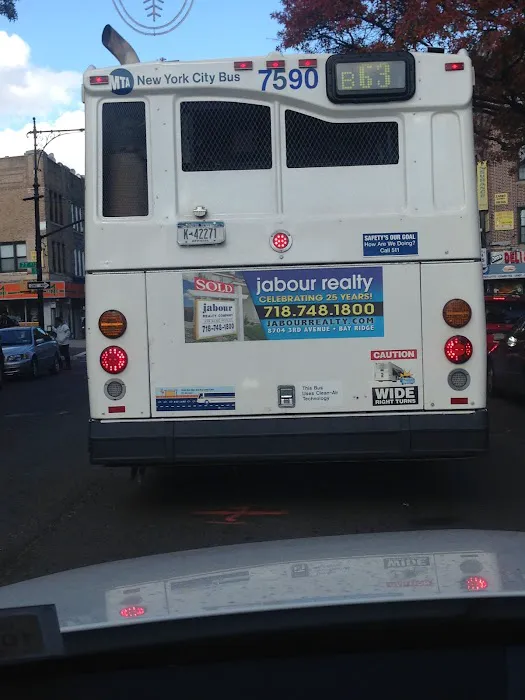 MTA New York City Bus 7590 B63
K-42271
SAFETY'S OUR GOAL
How Are We Doing?
Call 511
SOLD
jabour
718-748-1800
jabour realty
CELEBRATING 25 YEARS!
718.748.1800
JABOURREALTY.COM
8704 3RD AVENUE • BAY RIDGE
CAUTION
WIDE
RIGHT TURNS
This Bus
Uses Clean-Air
Technology